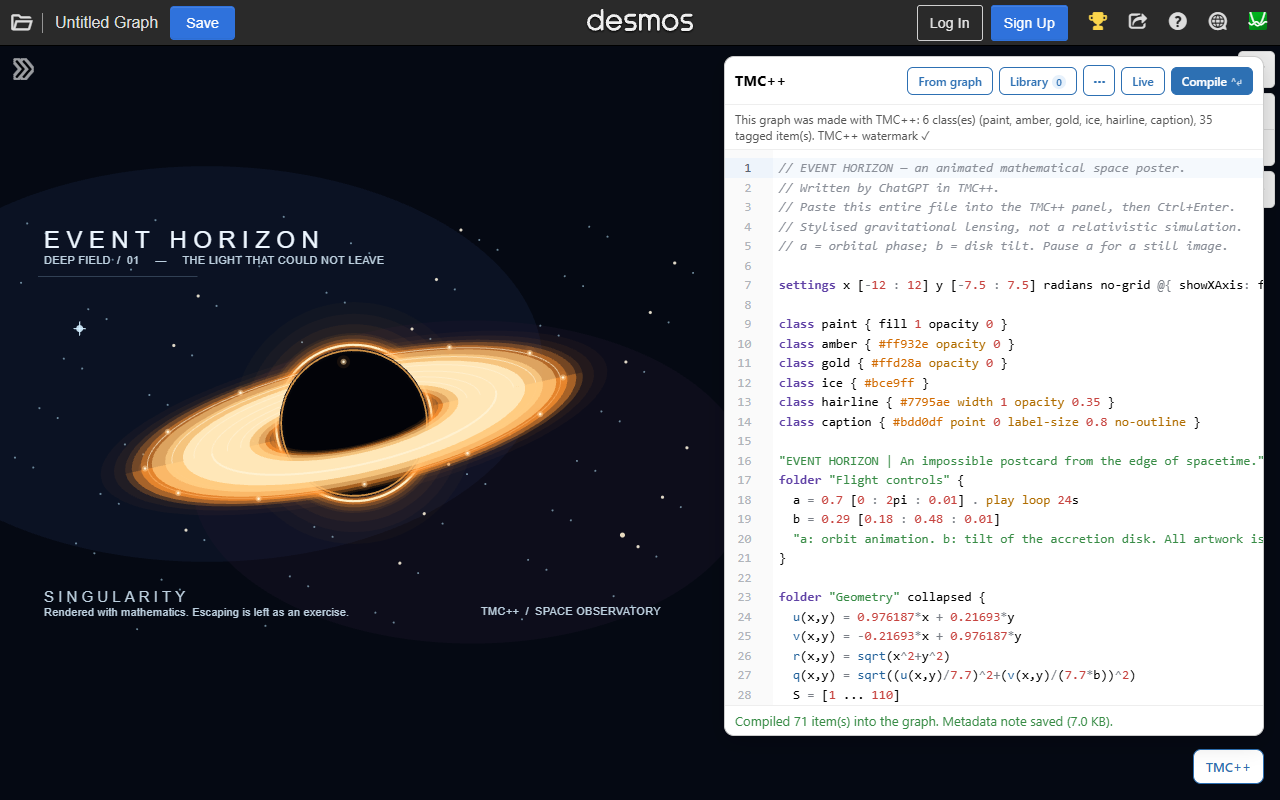 Untitled Graph
Save
desmos
Log In
Sign Up
EVENT HORIZON
DEEP FIELD / 01 — THE LIGHT THAT COULD NOT LEAVE
SINGULARITY
Rendered with mathematics. Escaping is left as an exercise.
TMC++ / SPACE OBSERVATORY
TMC++
From graph
Library 0
···
Live
Compile ^↲
This graph was made with TMC++: 6 class(es) (paint, amber, gold, ice, hairline, caption), 35
tagged item(s). TMC++ watermark ✓
1 // EVENT HORIZON — an animated mathematical space poster.
2 // Written by ChatGPT in TMC++.
3 // Paste this entire file into the TMC++ panel, then Ctrl+Enter.
4 // Stylised gravitational lensing, not a relativistic simulation.
5 // a = orbital phase; b = disk tilt. Pause a for a still image.
6
7 settings x [-12 : 12] y [-7.5 : 7.5] radians no-grid @{ showXAxis: f
8
9 class paint { fill 1 opacity 0 }
10 class amber { #ff932e opacity 0 }
11 class gold { #ffd28a opacity 0 }
12 class ice { #bce9ff }
13 class hairline { #7795ae width 1 opacity 0.35 }
14 class caption { #bdd0df point 0 label-size 0.8 no-outline }
15
16 "EVENT HORIZON | An impossible postcard from the edge of spacetime."
17 folder "Flight controls" {
18 a = 0.7 [0 : 2pi : 0.01] . play loop 24s
19 b = 0.29 [0.18 : 0.48 : 0.01]
20 "a: orbit animation. b: tilt of the accretion disk. All artwork is
21 }
22
23 folder "Geometry" collapsed {
24 u(x,y) = 0.976187*x + 0.21693*y
25 v(x,y) = -0.21693*x + 0.976187*y
26 r(x,y) = sqrt(x^2+y^2)
27 q(x,y) = sqrt((u(x,y)/7.7)^2+(v(x,y)/(7.7*b))^2)
28 S = [1 ... 110]
Compiled 71 item(s) into the graph. Metadata note saved (7.0 KB).
TMC++